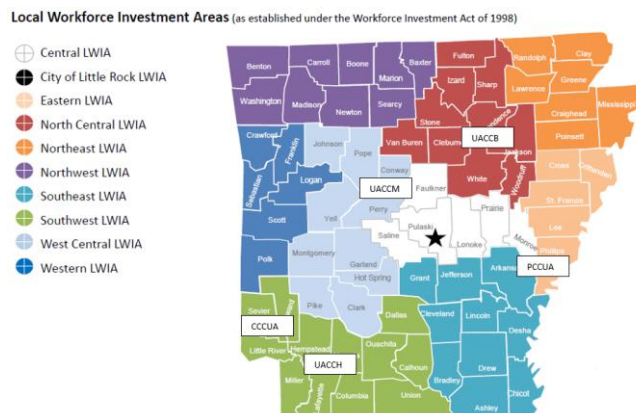 Local Workforce Investment Areas (as established under the Workforce Investment Act of 1998)
Central LWIA
City of Little Rock LWIA
Eastern LWIA
North Central LWIA
Northeast LWIA
Northwest LWIA
Southeast LWIA
Southwest LWIA
West Central LWIA
Western LWIA
Benton Carroll Boone Baxter Fulton Randolph Clay
Marion Izard Sharp Greene
Washington Madison Newton Searcy Lawrence
Stone Craighead Mississippi
Crawford Franklin Johnson Van Buren Poinsett
UACCB
Pope Cross Crittenden
Sebastian Logan Conway White Woodruff
UACCM Faulkner
St. Francis
Scott Yell Perry Pulaski Prairie Lee
Saline Lonoke Monroe Phillips
Polk Montgomery Garland
Hot Spring Grant Jefferson
PCCUA
Pike Clark
Sevier Dallas Cleveland Lincoln
CCCUA Desha
Little River Hempstead Ouachita
UACCH Calhoun Drew
Miller Bradley Chicot
Lafayette Columbia Union Ashley